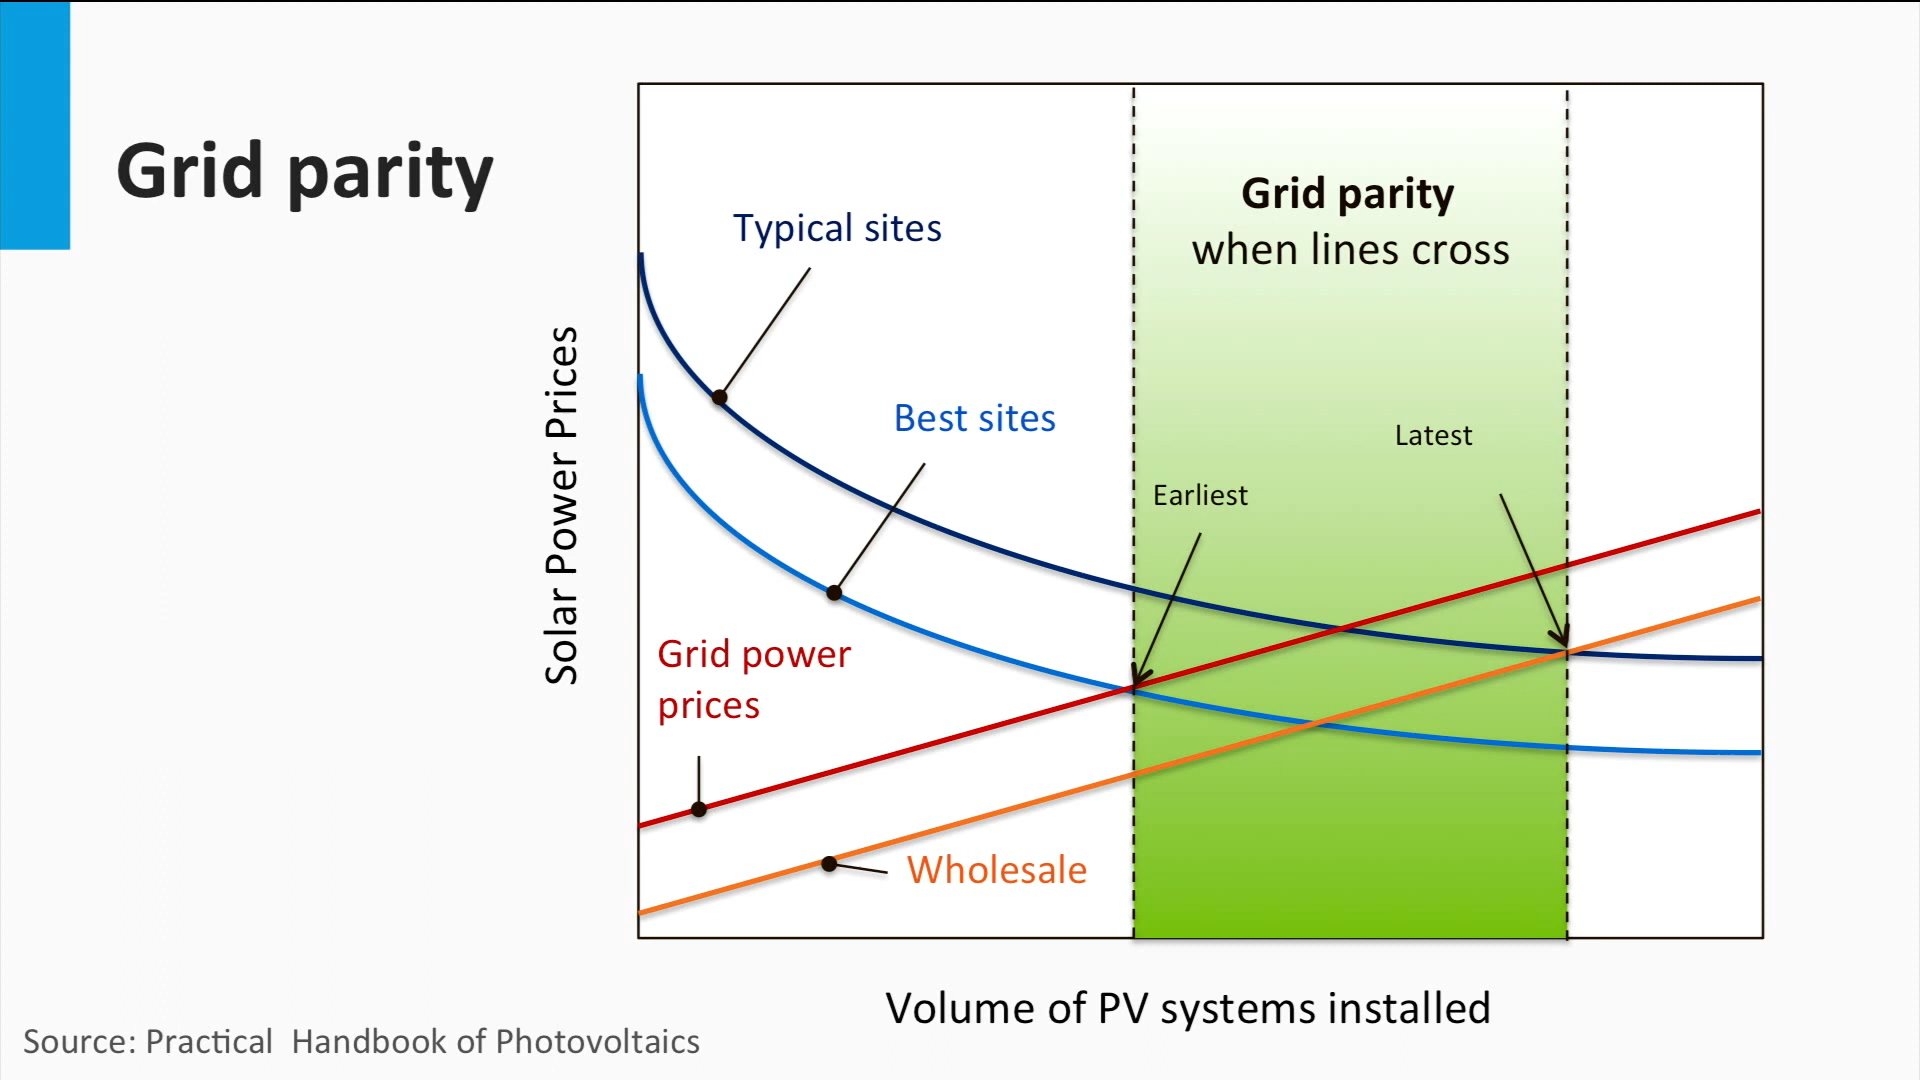 Grid parity
Grid parity
when lines cross
Typical sites
Best sites
Latest
Earliest
Grid power
prices
Wholesale
Solar Power Prices
Volume of PV systems installed
Source: Practical Handbook of Photovoltaics